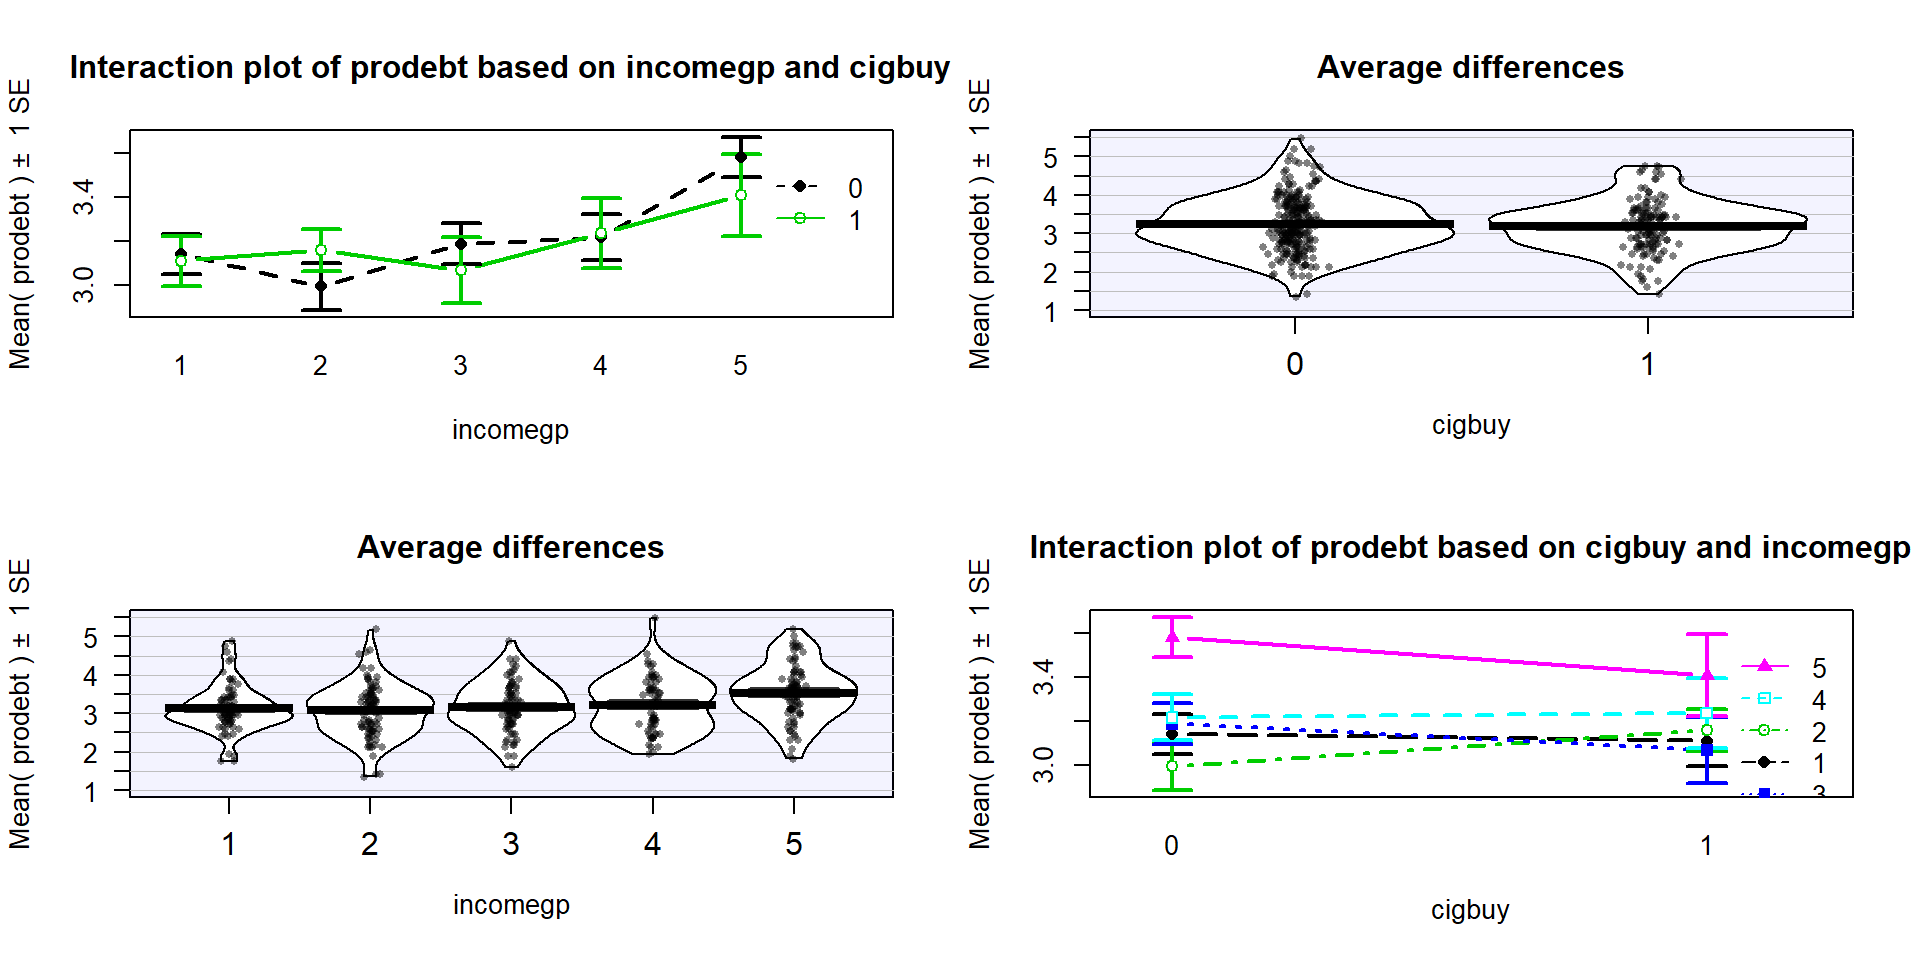 Interaction plot of prodebt based on incomegp and cigbuy
Mean( prodebt ) ± 1 SE
3.4
3.0
0
1
1 2 3 4 5
incomegp
Average differences
Mean( prodebt ) ± 1 SE
5
4
3
2
1
0 1
cigbuy
Average differences
Mean( prodebt ) ± 1 SE
5
4
3
2
1
1 2 3 4 5
incomegp
Interaction plot of prodebt based on cigbuy and incomegp
Mean( prodebt ) ± 1 SE
3.4
3.0
5
4
2
1
3
0 1
cigbuy